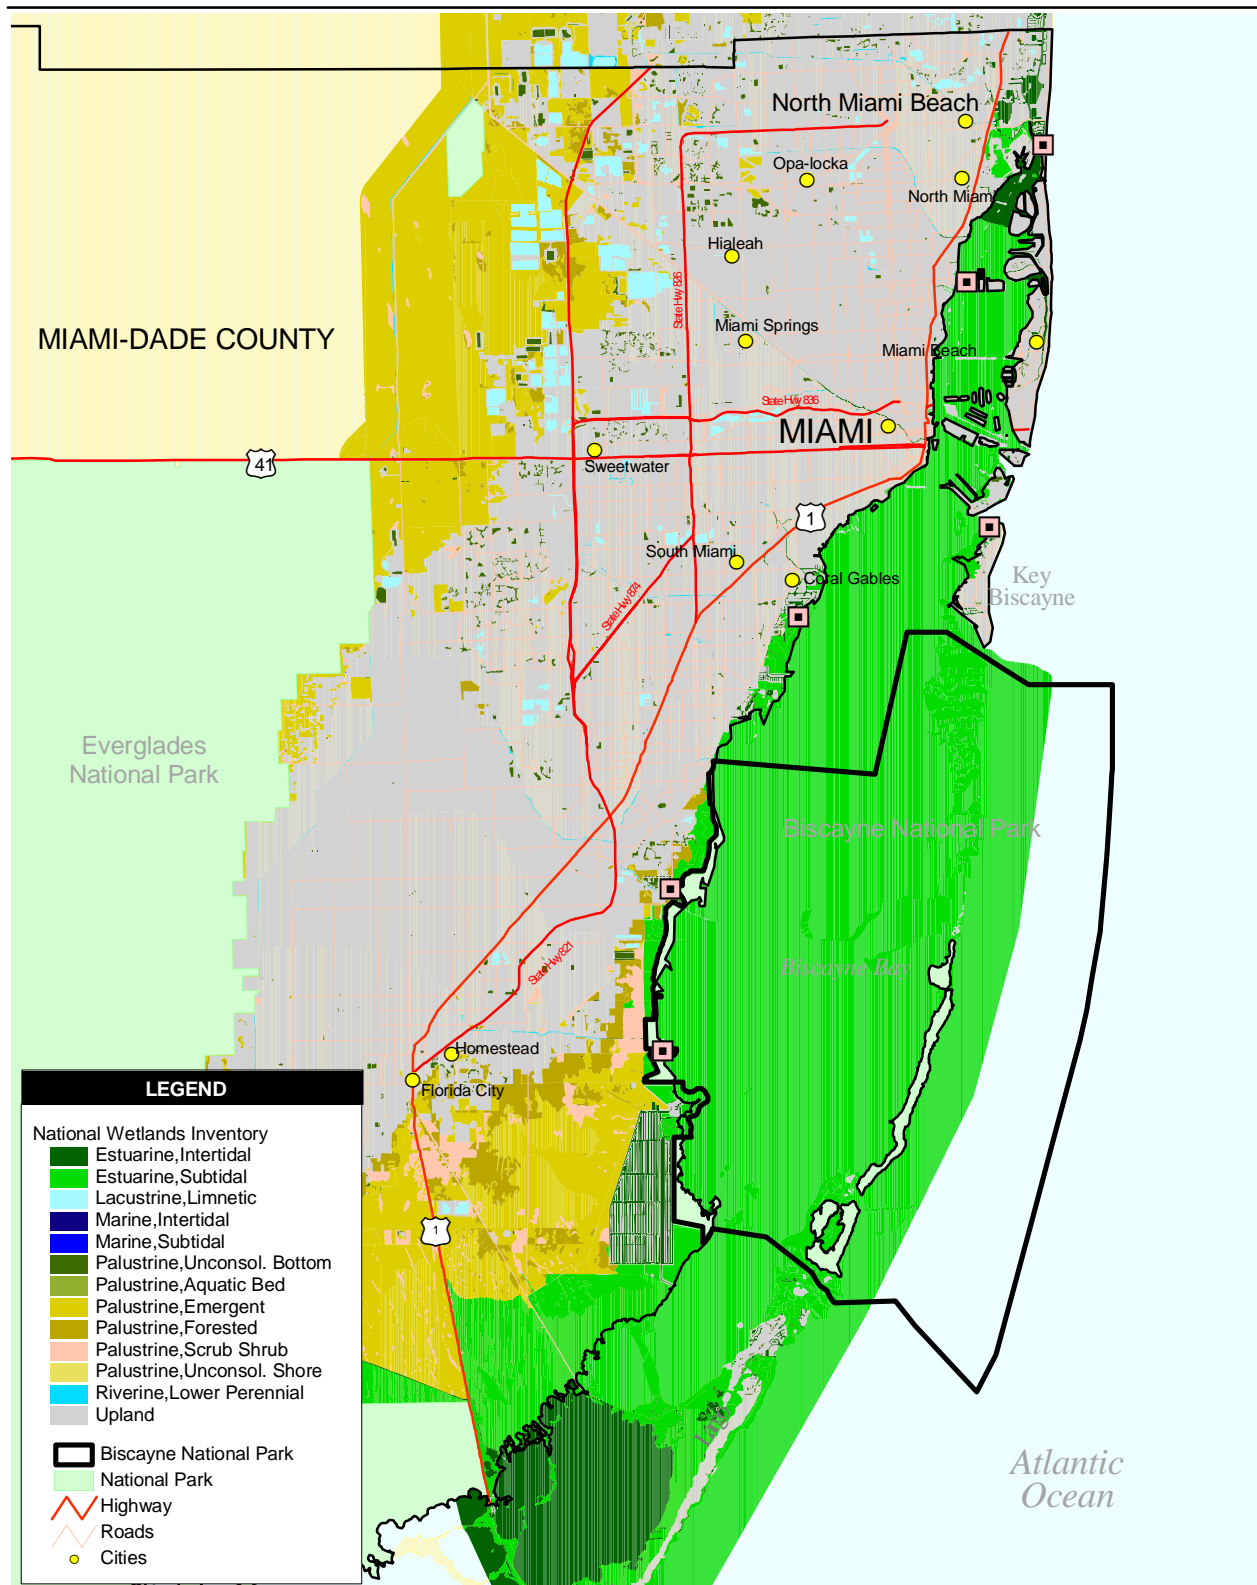 North Miami Beach
Opa-locka
North Miami
Hialeah
State Hwy 826
MIAMI-DADE COUNTY
Miami Springs
Miami Beach
State Hwy 836
MIAMI
41
Sweetwater
1
South Miami
Coral Gables
Key
Biscayne
State Hwy 874
Everglades
National Park
Biscayne National Park
Biscayne Bay
State Hwy 821
Homestead
Florida City
LEGEND
National Wetlands Inventory
Estuarine,Intertidal
Estuarine,Subtidal
Lacustrine,Limnetic
Marine,Intertidal
Marine,Subtidal
Palustrine,Unconsol. Bottom
Palustrine,Aquatic Bed
Palustrine,Emergent
Palustrine,Forested
Palustrine,Scrub Shrub
Palustrine,Unconsol. Shore
Riverine,Lower Perennial
Upland
Biscayne National Park
National Park
Highway
Roads
Cities
1
Atlantic
Ocean